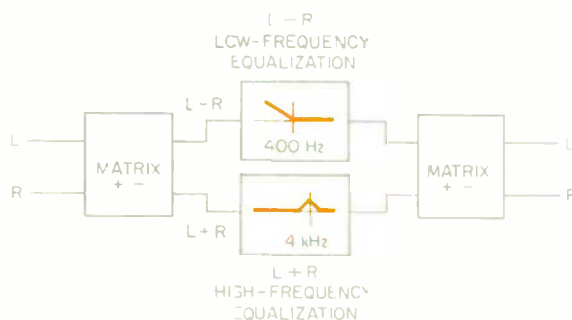 L-R
LOW-FREQUENCY
EQUALIZATION
L-R
400 Hz
L
R
MATRIX
+ -
MATRIX
+ -
L
R
L+R
4 kHz
L+R
HIGH-FREQUENCY
EQUALIZATION